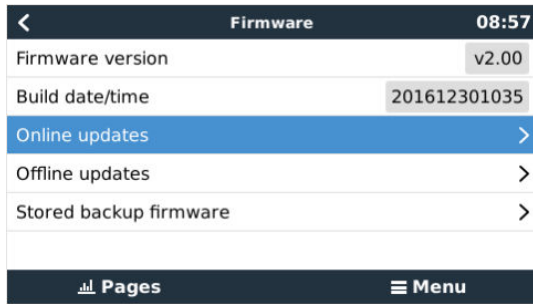 Firmware 08:57
Firmware version v2.00
Build date/time 201612301035
Online updates
Offline updates
Stored backup firmware
Pages Menu